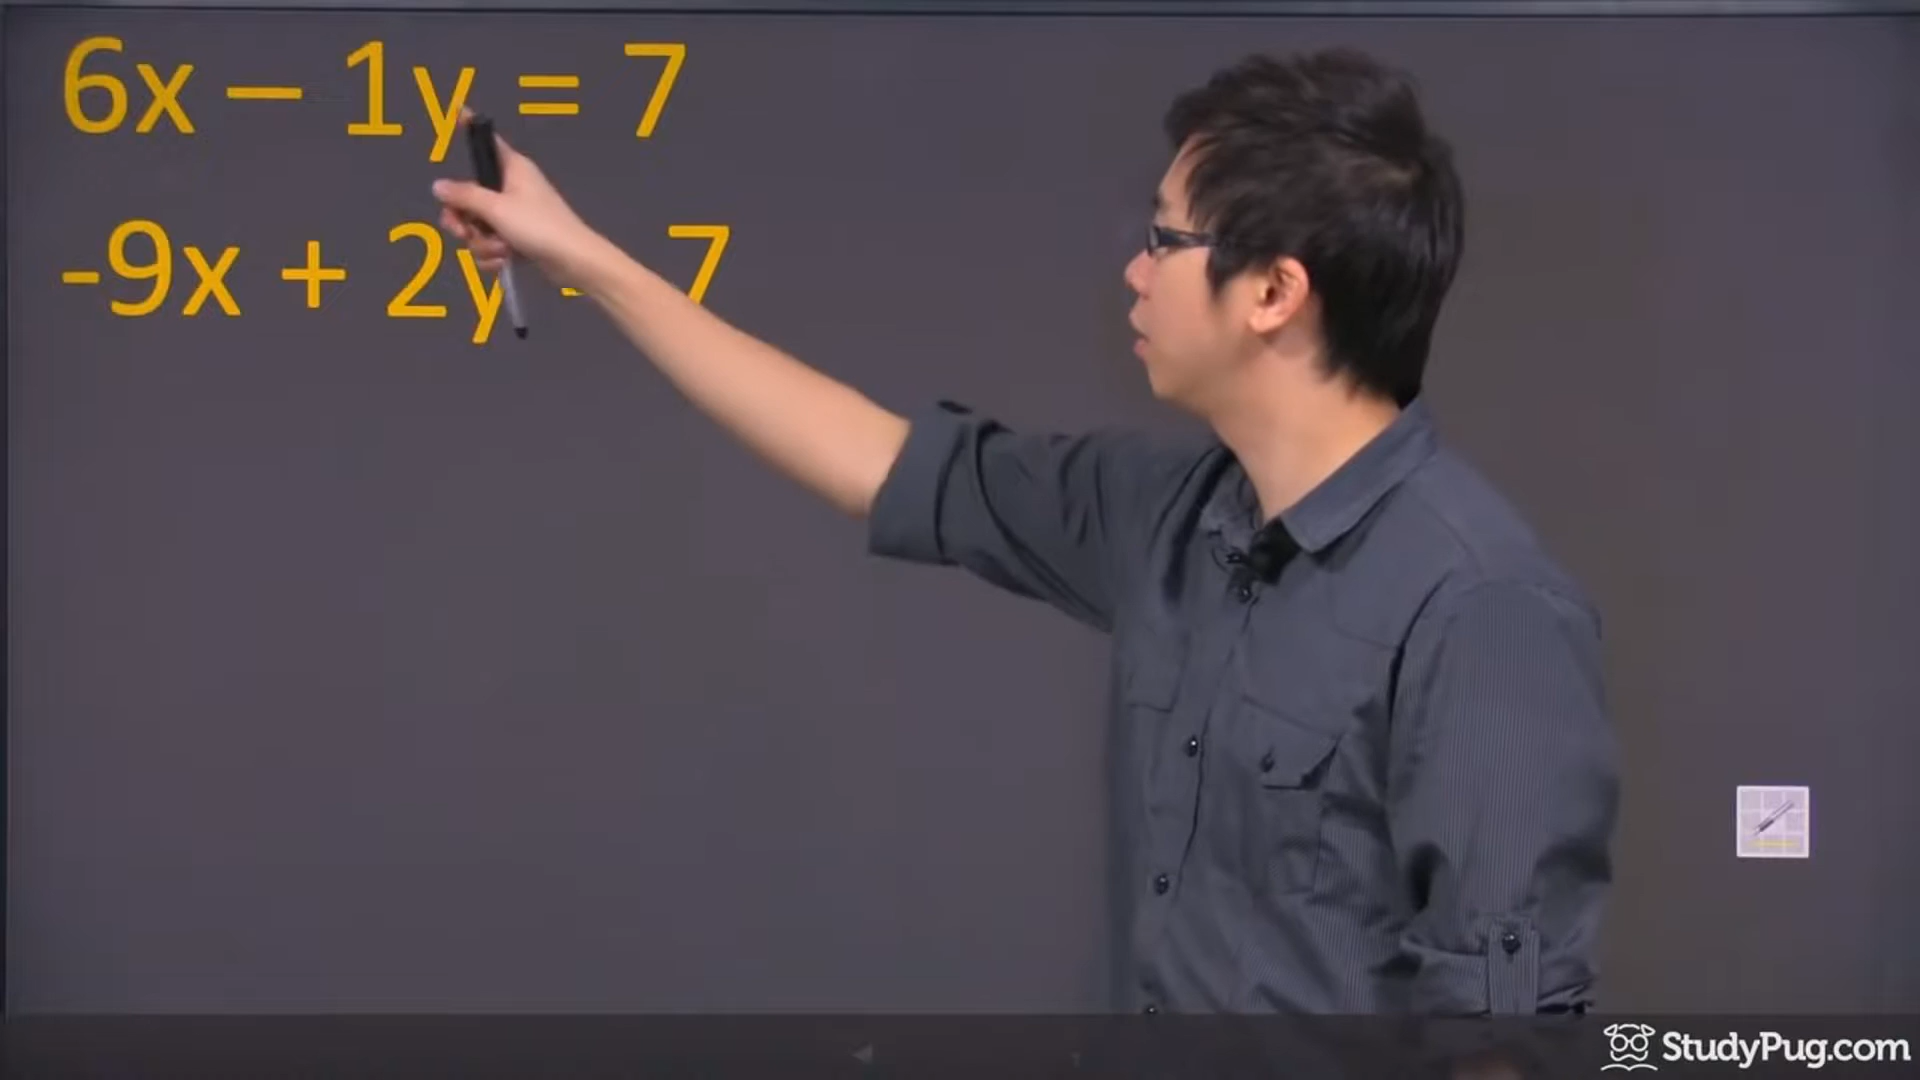 6x – 1y = 7
-9x + 2y = 7
StudyPug.com